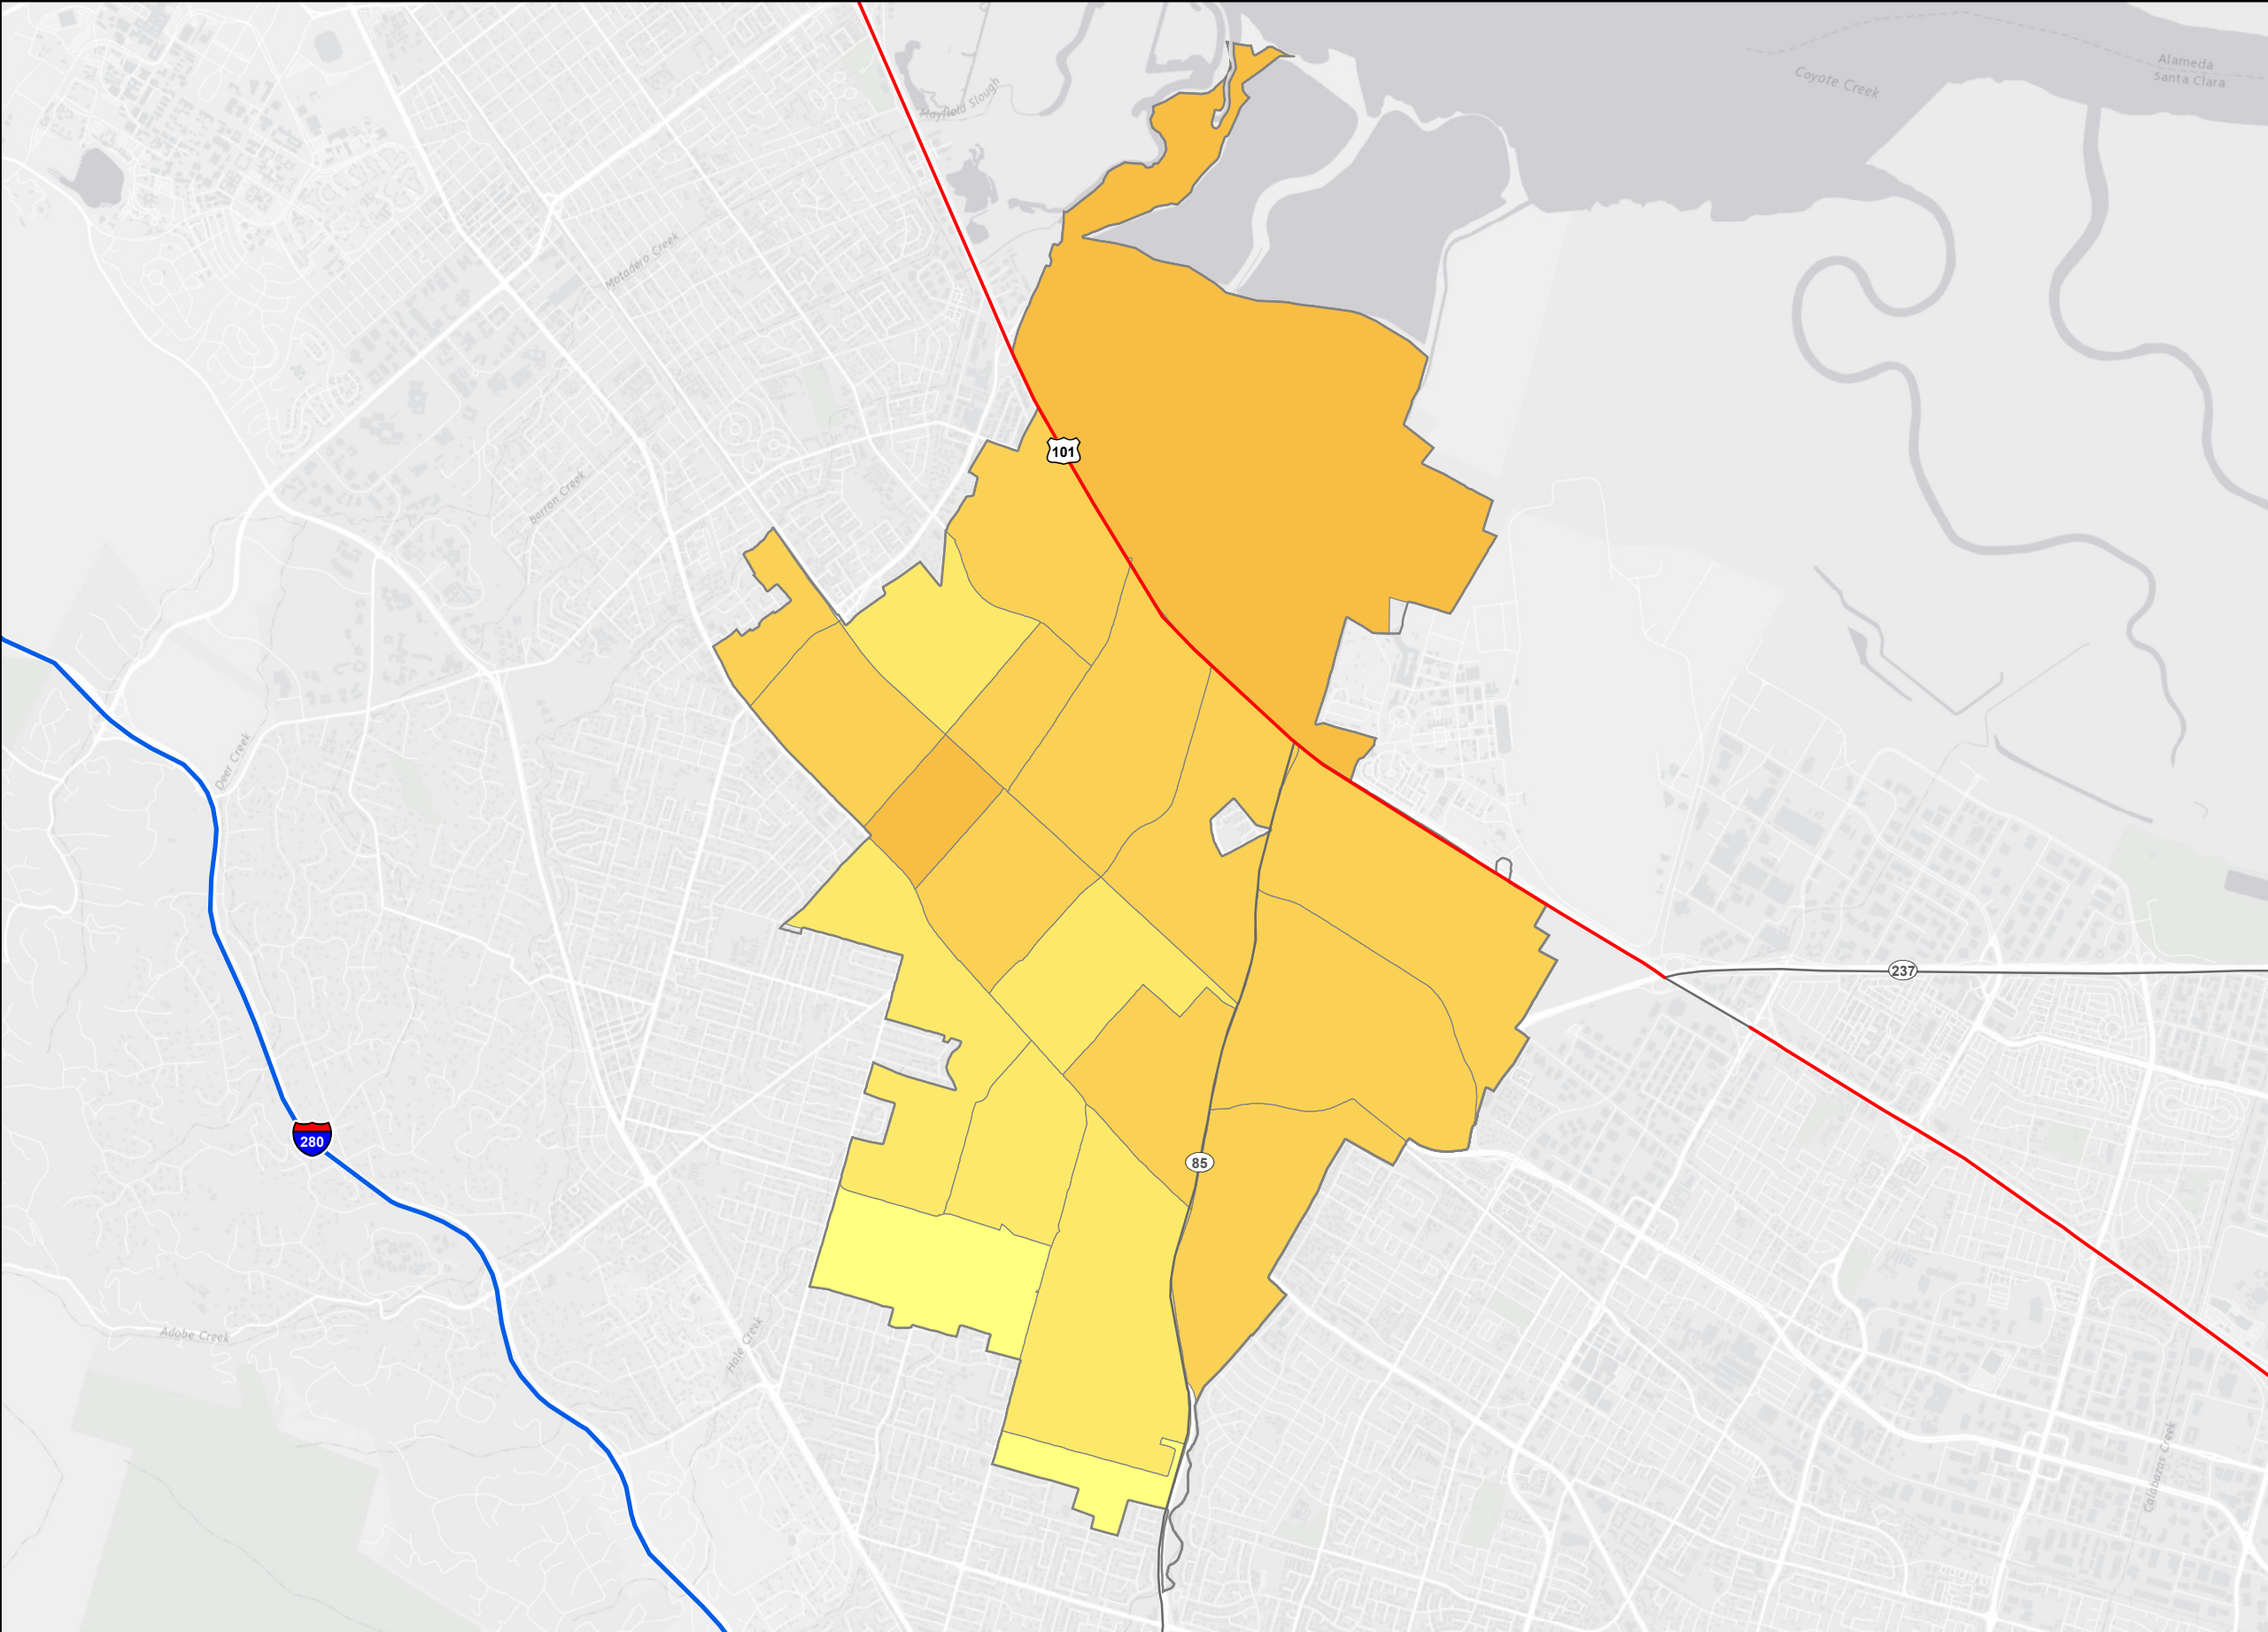 Alameda
Santa Clara
Coyote Creek
Mayfield Slough
Matadero Creek
101
Barron Creek
Deer Creek
237
280
85
Adobe Creek
Hale Creek
Calabazas Creek